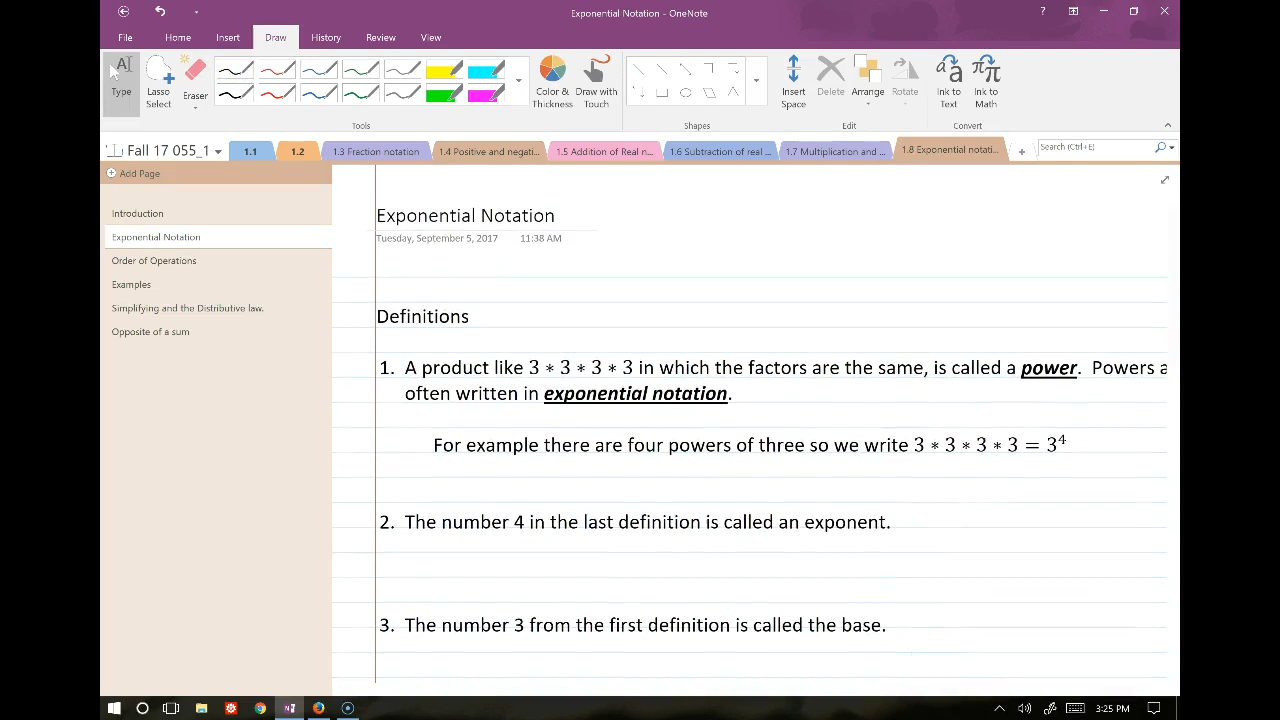 Exponential Notation - OneNote
?
File Home Insert Draw History Review View
Type
Lasso Select
Eraser
Color & Thickness
Draw with Touch
Insert Space
Delete
Arrange
Rotate
Ink to Text
Ink to Math
Tools Shapes Edit Convert
Fall 17 055_1 1.1 1.2 1.3 Fraction notation 1.4 Positive and negati... 1.5 Addition of Real n... 1.6 Subtraction of real ... 1.7 Multiplication and ... 1.8 Exponential notati... Search (Ctrl+E)
Add Page
Introduction
Exponential Notation
Order of Operations
Examples
Simplifying and the Distributive law.
Opposite of a sum
Exponential Notation
Tuesday, September 5, 2017 11:38 AM
Definitions
1. A product like 3 ∗ 3 ∗ 3 ∗ 3 in which the factors are the same, is called a power. Powers a
often written in exponential notation.
For example there are four powers of three so we write 3 ∗ 3 ∗ 3 ∗ 3 = 3⁴
2. The number 4 in the last definition is called an exponent.
3. The number 3 from the first definition is called the base.
3:25 PM